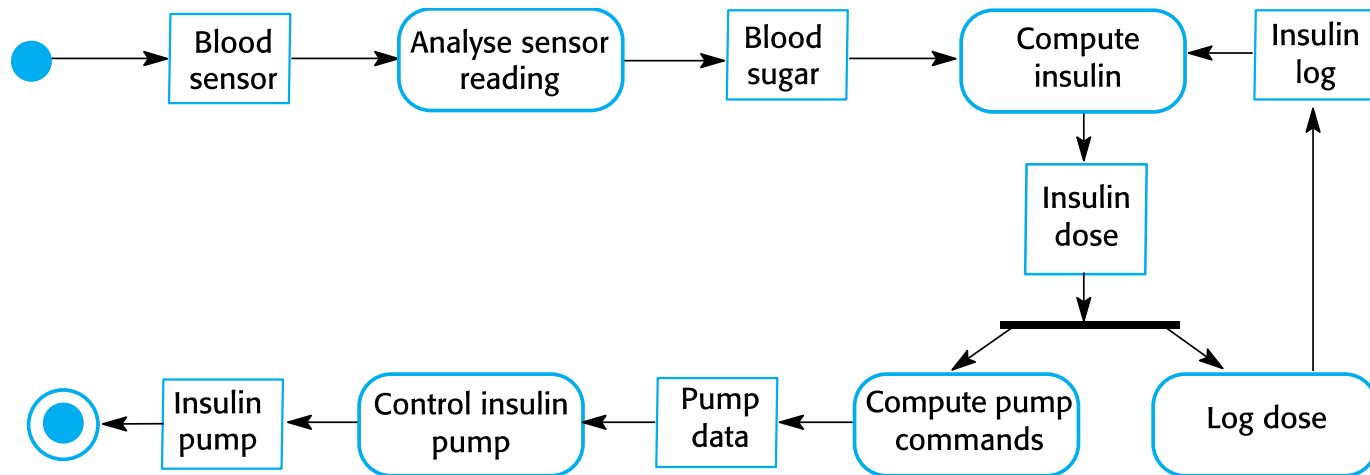 Blood
sensor
Analyse sensor
reading
Blood
sugar
Compute
insulin
Insulin
log
Insulin
dose
Insulin
pump
Control insulin
pump
Pump
data
Compute pump
commands
Log dose